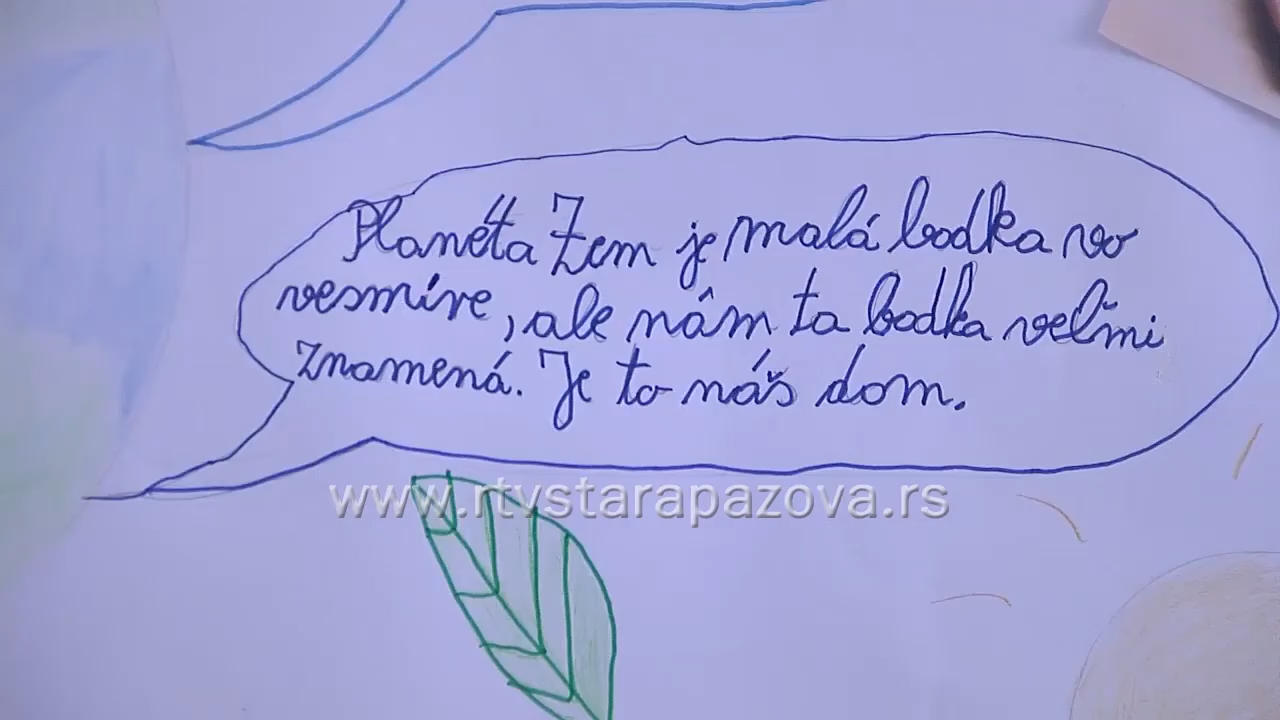 Planéta Zem je malá bodka vo
vesmíre, ale nám ta bodka veľmi
znamená. Je to náš dom.
www.rtvstarapazova.rs